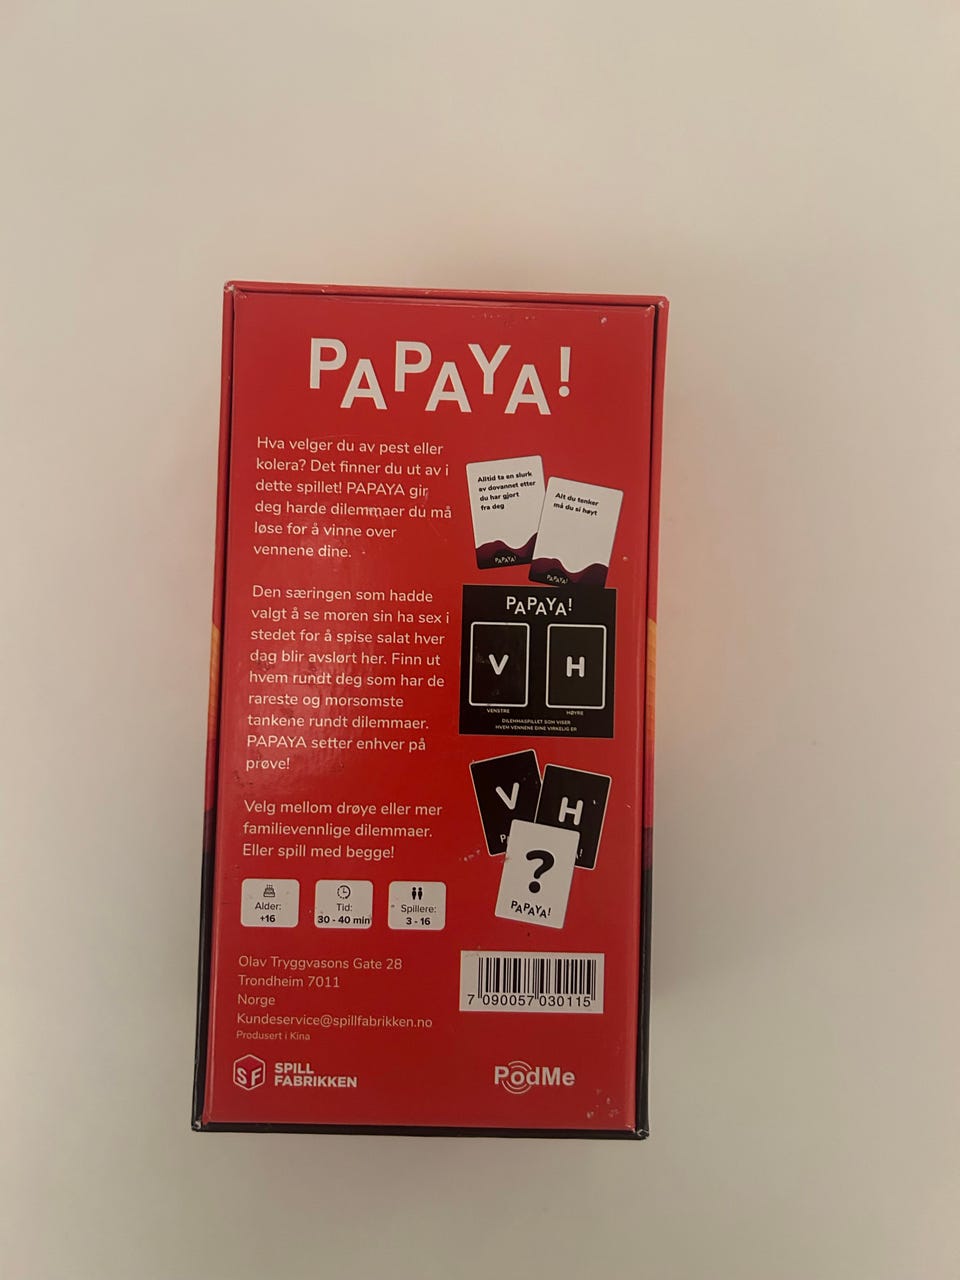 PAPAYA!
Hva velger du av pest eller
kolera? Det finner du ut av i
dette spillet! PAPAYA gir
deg harde dilemmaer du må
løse for å vinne over
vennene dine.
Den særingen som hadde
valgt å se moren sin ha sex i
stedet for å spise salat hver
dag blir avslørt her. Finn ut
hvem rundt deg som har de
rareste og morsomste
tankene rundt dilemmaer.
PAPAYA setter enhver på
prøve!
Velg mellom drøye eller mer
familievennlige dilemmaer.
Eller spill med begge!
Alltid ta en slurk
av dovannet etter
du har gjort
fra deg
PAPAYA!
Alt du tenker
må du si høyt
PAPAYA!
PAPAYA!
V
H
VENSTRE
HØYRE
DILEMMASPILLET SOM VISER
HVEM VENNENE DINE VIRKELIG ER
V
H
?
PAPAYA!
Alder:
+16
Tid:
30 - 40 min
Spillere:
3 - 16
Olav Tryggvasons Gate 28
Trondheim 7011
Norge
Kundeservice@spillfabrikken.no
Produsert i Kina
7 090057 030115
SF
SPILL
FABRIKKEN
PodMe